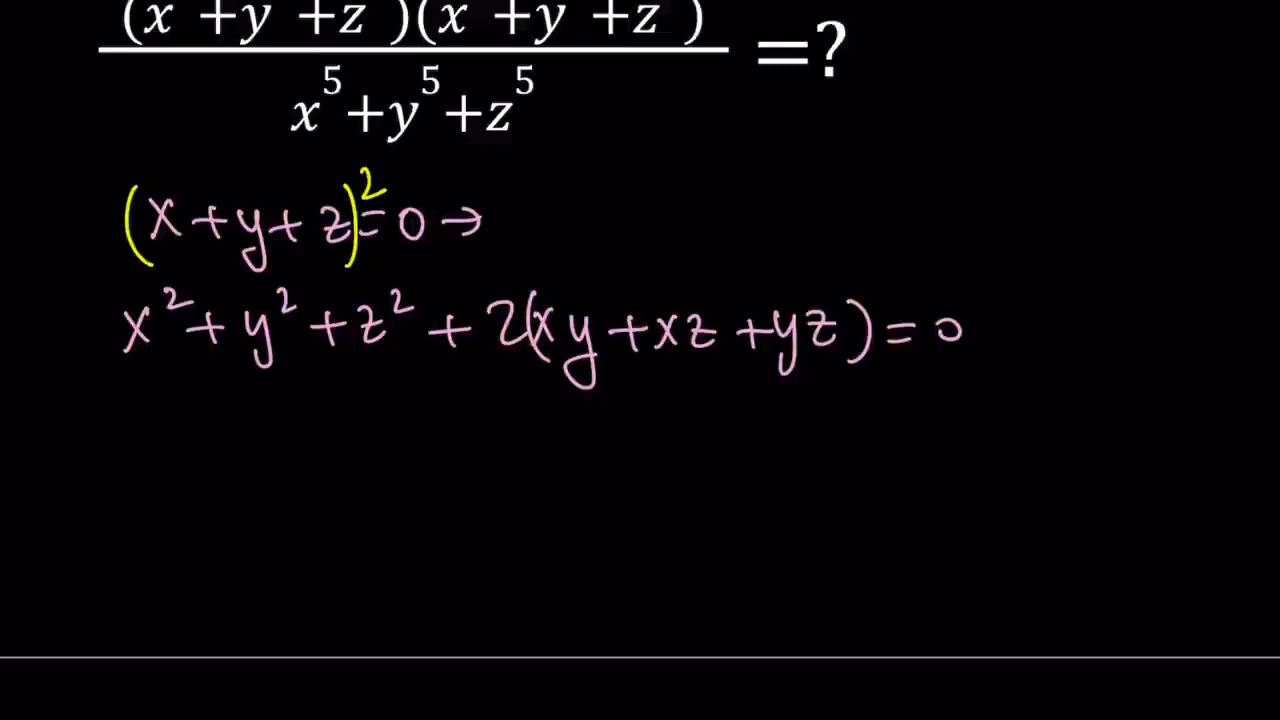 (x +y +z )(x +y +z )
x⁵+y⁵+z⁵
=?
(x+y+z)²=0→
x²+y²+z²+2(xy+xz+yz)=0